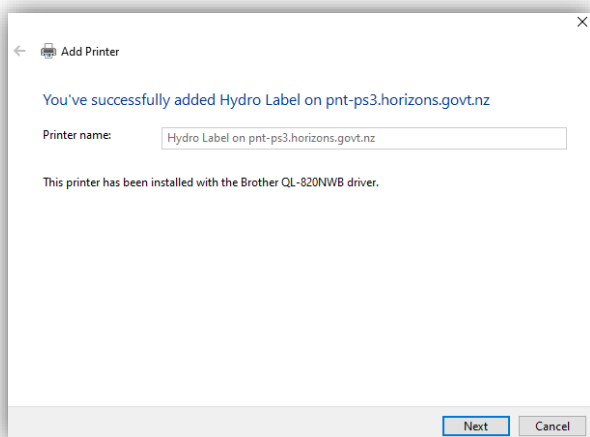 Add Printer
You've successfully added Hydro Label on pnt-ps3.horizons.govt.nz
Printer name: Hydro Label on pnt-ps3.horizons.govt.nz
This printer has been installed with the Brother QL-820NWB driver.
Next Cancel